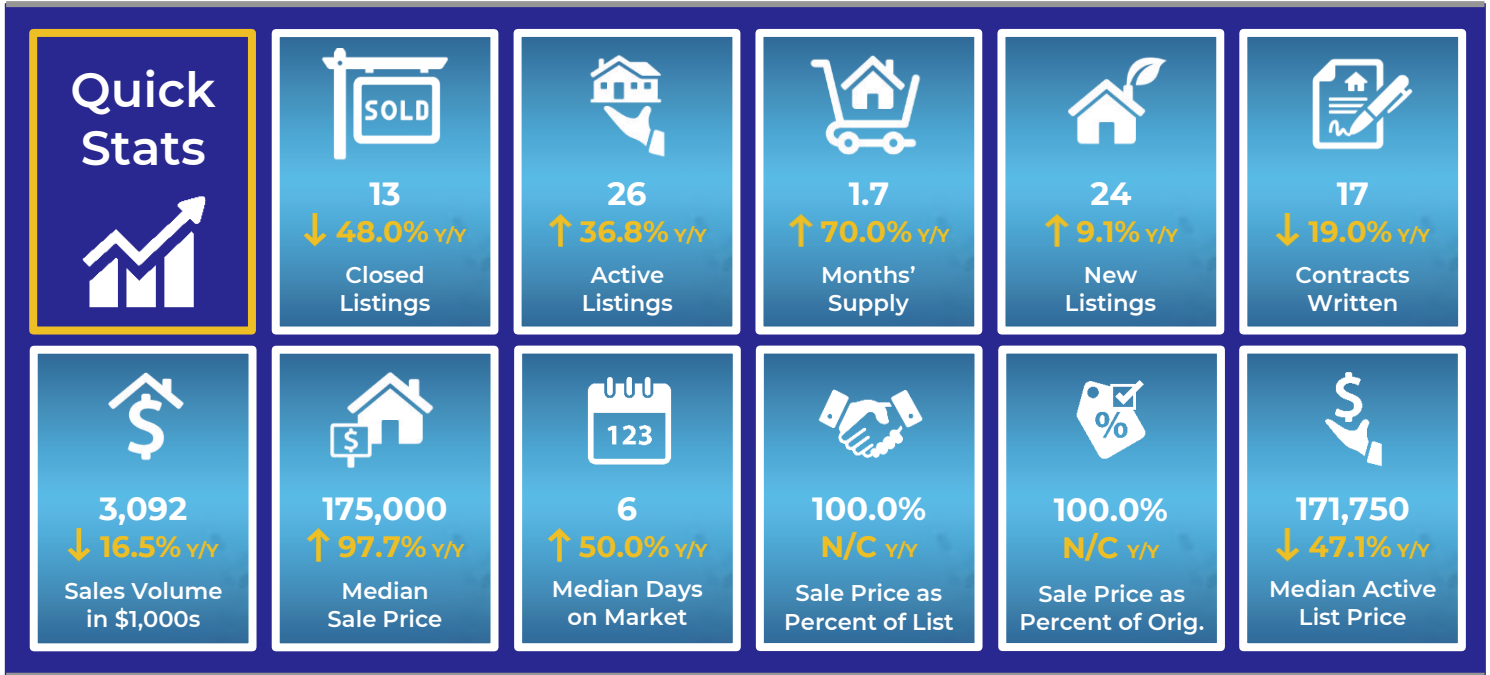 Quick
Stats
SOLD
13
↓ 48.0% Y/Y
Closed
Listings
26
↑ 36.8% Y/Y
Active
Listings
1.7
↑ 70.0% Y/Y
Months’
Supply
24
↑ 9.1% Y/Y
New
Listings
17
↓ 19.0% Y/Y
Contracts
Written
$
3,092
↓ 16.5% Y/Y
Sales Volume
in $1,000s
$
175,000
↑ 97.7% Y/Y
Median
Sale Price
123
6
↑ 50.0% Y/Y
Median Days
on Market
100.0%
N/C Y/Y
Sale Price as
Percent of List
%
100.0%
N/C Y/Y
Sale Price as
Percent of Orig.
$
171,750
↓ 47.1% Y/Y
Median Active
List Price